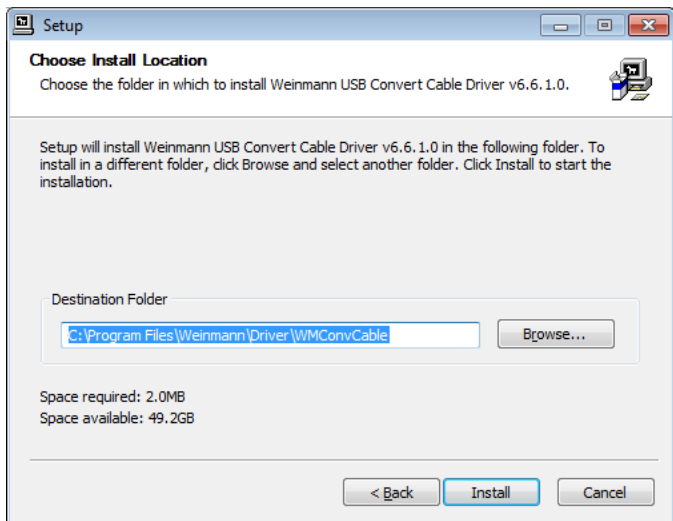 Setup
Choose Install Location
Choose the folder in which to install Weinmann USB Convert Cable Driver v6.6.1.0.
Setup will install Weinmann USB Convert Cable Driver v6.6.1.0 in the following folder. To
install in a different folder, click Browse and select another folder. Click Install to start the
installation.
Destination Folder
C:\Program Files\Weinmann\Driver\WMConvCable
Browse...
Space required: 2.0MB
Space available: 49.2GB
< Back
Install
Cancel